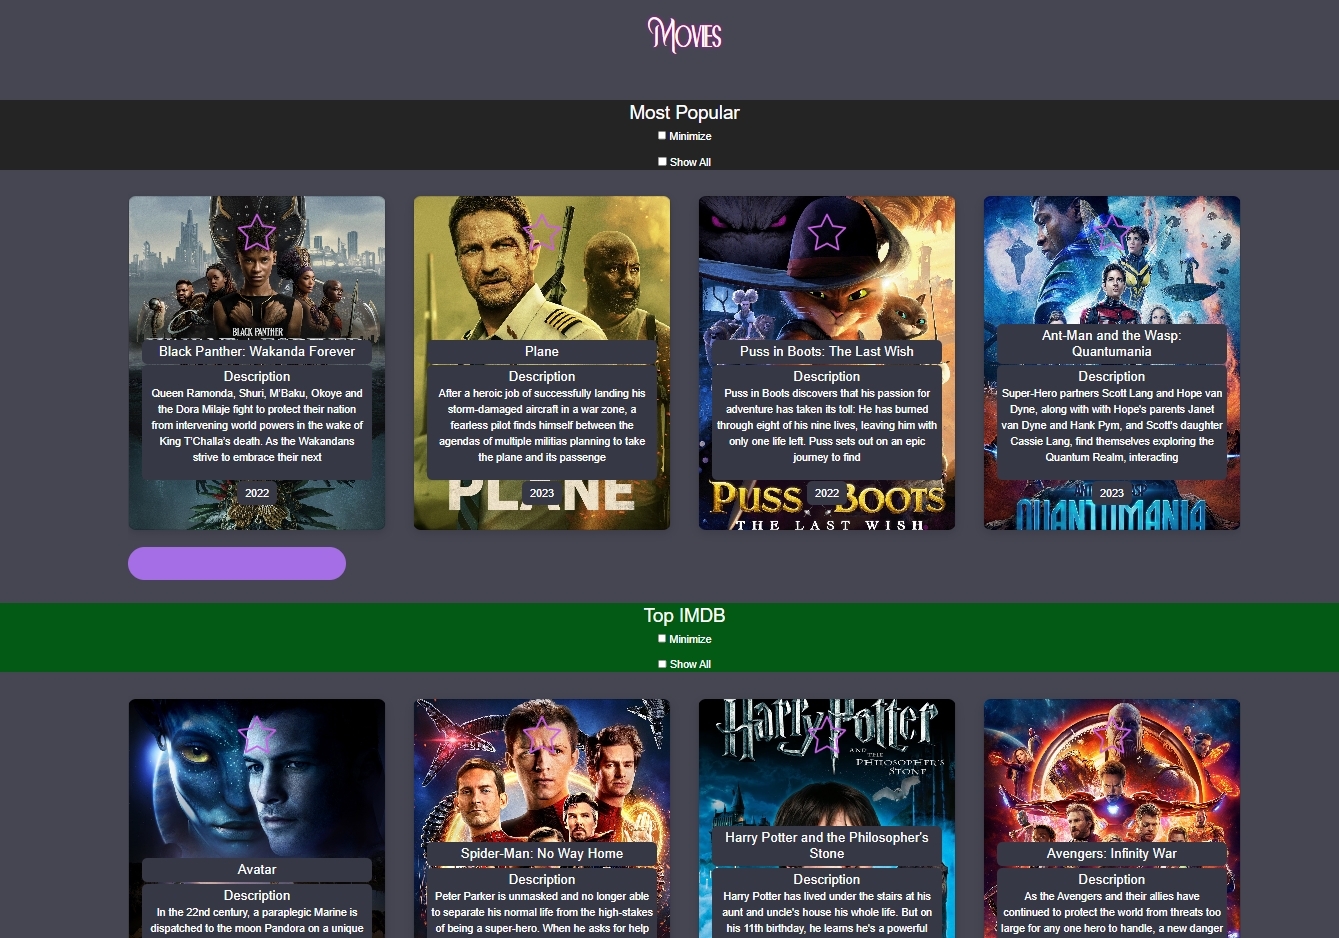 Movies
Most Popular
Minimize
Show All
BLACK PANTHER
Black Panther: Wakanda Forever
Description
Queen Ramonda, Shuri, M'Baku, Okoye and
the Dora Milaje fight to protect their nation
from intervening world powers in the wake of
King T'Challa's death. As the Wakandans
strive to embrace their next
2022
Plane
Description
After a heroic job of successfully landing his
storm-damaged aircraft in a war zone, a
fearless pilot finds himself between the
agendas of multiple militias planning to take
the plane and its passenge
2023
PLANE
Puss in Boots: The Last Wish
Description
Puss in Boots discovers that his passion for
adventure has taken its toll: He has burned
through eight of his nine lives, leaving him with
only one life left. Puss sets out on an epic
journey to find
2022
PUSS BOOTS
THE LAST WISH
Ant-Man and the Wasp:
Quantumania
Description
Super-Hero partners Scott Lang and Hope van
Dyne, along with with Hope's parents Janet
van Dyne and Hank Pym, and Scott's daughter
Cassie Lang, find themselves exploring the
Quantum Realm, interacting
2023
QUANTUMANIA
Top IMDB
Minimize
Show All
Avatar
Description
In the 22nd century, a paraplegic Marine is
dispatched to the moon Pandora on a unique
Spider-Man: No Way Home
Description
Peter Parker is unmasked and no longer able
to separate his normal life from the high-stakes
of being a super-hero. When he asks for help
Harry Potter
AND THE
PHILOSOPHER'S
STONE
Harry Potter and the Philosopher's
Stone
Description
Harry Potter has lived under the stairs at his
aunt and uncle's house his whole life. But on
his 11th birthday, he learns he's a powerful
Avengers: Infinity War
Description
As the Avengers and their allies have
continued to protect the world from threats too
large for any one hero to handle, a new danger